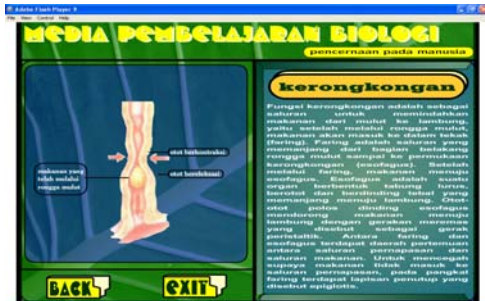 Adobe Flash Player 9
File View Control Help
MEDIA PEMBELAJARAN BIOLOGI
pencernaan pada manusia
kerongkongan
Fungsi kerongkongan adalah sebagai
saluran untuk memindahkan
makanan dari mulut ke lambung,
yaitu setelah melalui rongga mulut,
makanan akan masuk ke dalam tekak
(faring). Faring adalah saluran yang
memanjang dari bagian belakang
rongga mulut sampai ke permukaan
kerongkongan (esofagus). Setelah
melalui faring, makanan menuju
esofagus. Esofagus adalah suatu
organ berbentuk tabung lurus,
berotot dan berdinding tebal yang
memanjang menuju lambung. Otot-
otot polos dinding esofagus
mendorong makanan menuju
lambung dengan gerakan meremas
yang disebut sebagai gerak
peristaltik. Antara faring dan
esofagus terdapat daerah pertemuan
antara saluran pernapasan dan
saluran makanan. Untuk mencegah
supaya makanan tidak masuk ke
saluran pernapasan, pada pangkal
faring terdapat lapisan penutup yang
disebut epiglotis.
otot berkontraksi
makanan yang
telah melalui
rongga mulut
otot berelaksasi
BACK
EXIT